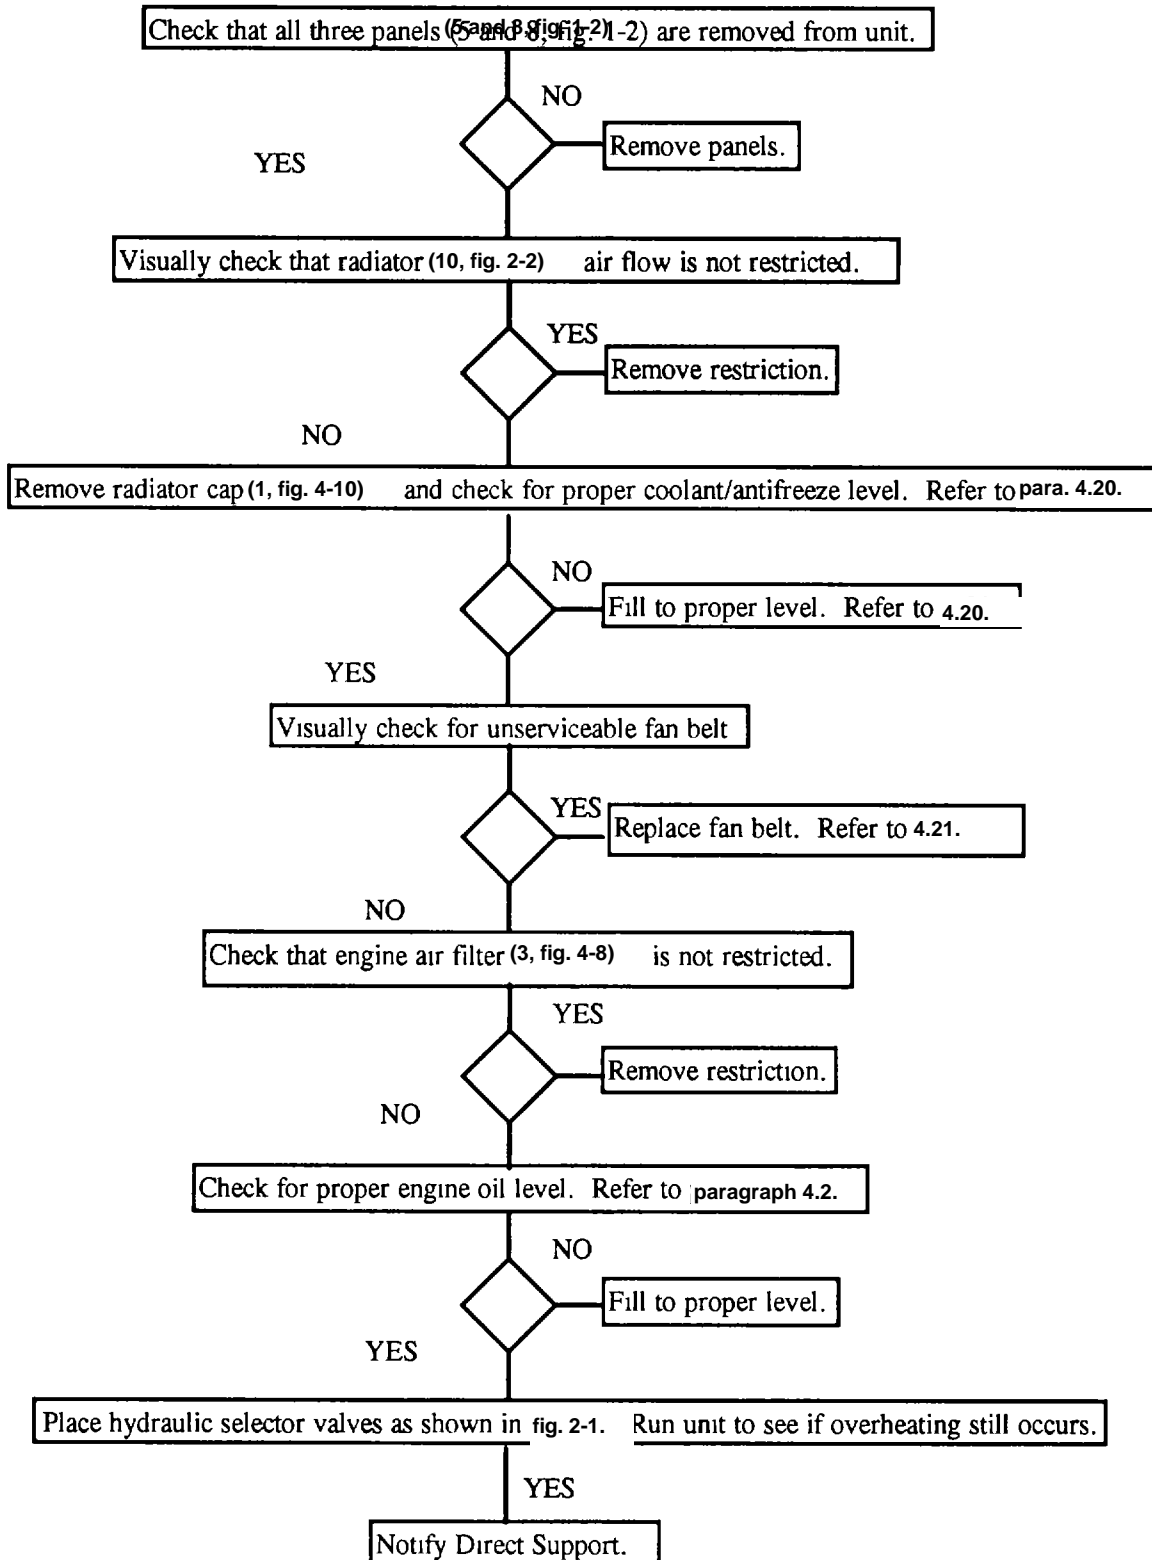 Check that all three panels (5 and 8, fig. 1-2) are removed from unit.
NO
Remove panels.
YES
Visually check that radiator (10, fig. 2-2) air flow is not restricted.
YES
Remove restriction.
NO
Remove radiator cap (1, fig. 4-10) and check for proper coolant/antifreeze level. Refer to para. 4.20.
NO
Fill to proper level. Refer to 4.20.
YES
Visually check for unserviceable fan belt
YES
Replace fan belt. Refer to 4.21.
NO
Check that engine air filter (3, fig. 4-8) is not restricted.
YES
Remove restriction.
NO
Check for proper engine oil level. Refer to paragraph 4.2.
NO
Fill to proper level.
YES
Place hydraulic selector valves as shown in fig. 2-1. Run unit to see if overheating still occurs.
YES
Notify Direct Support.